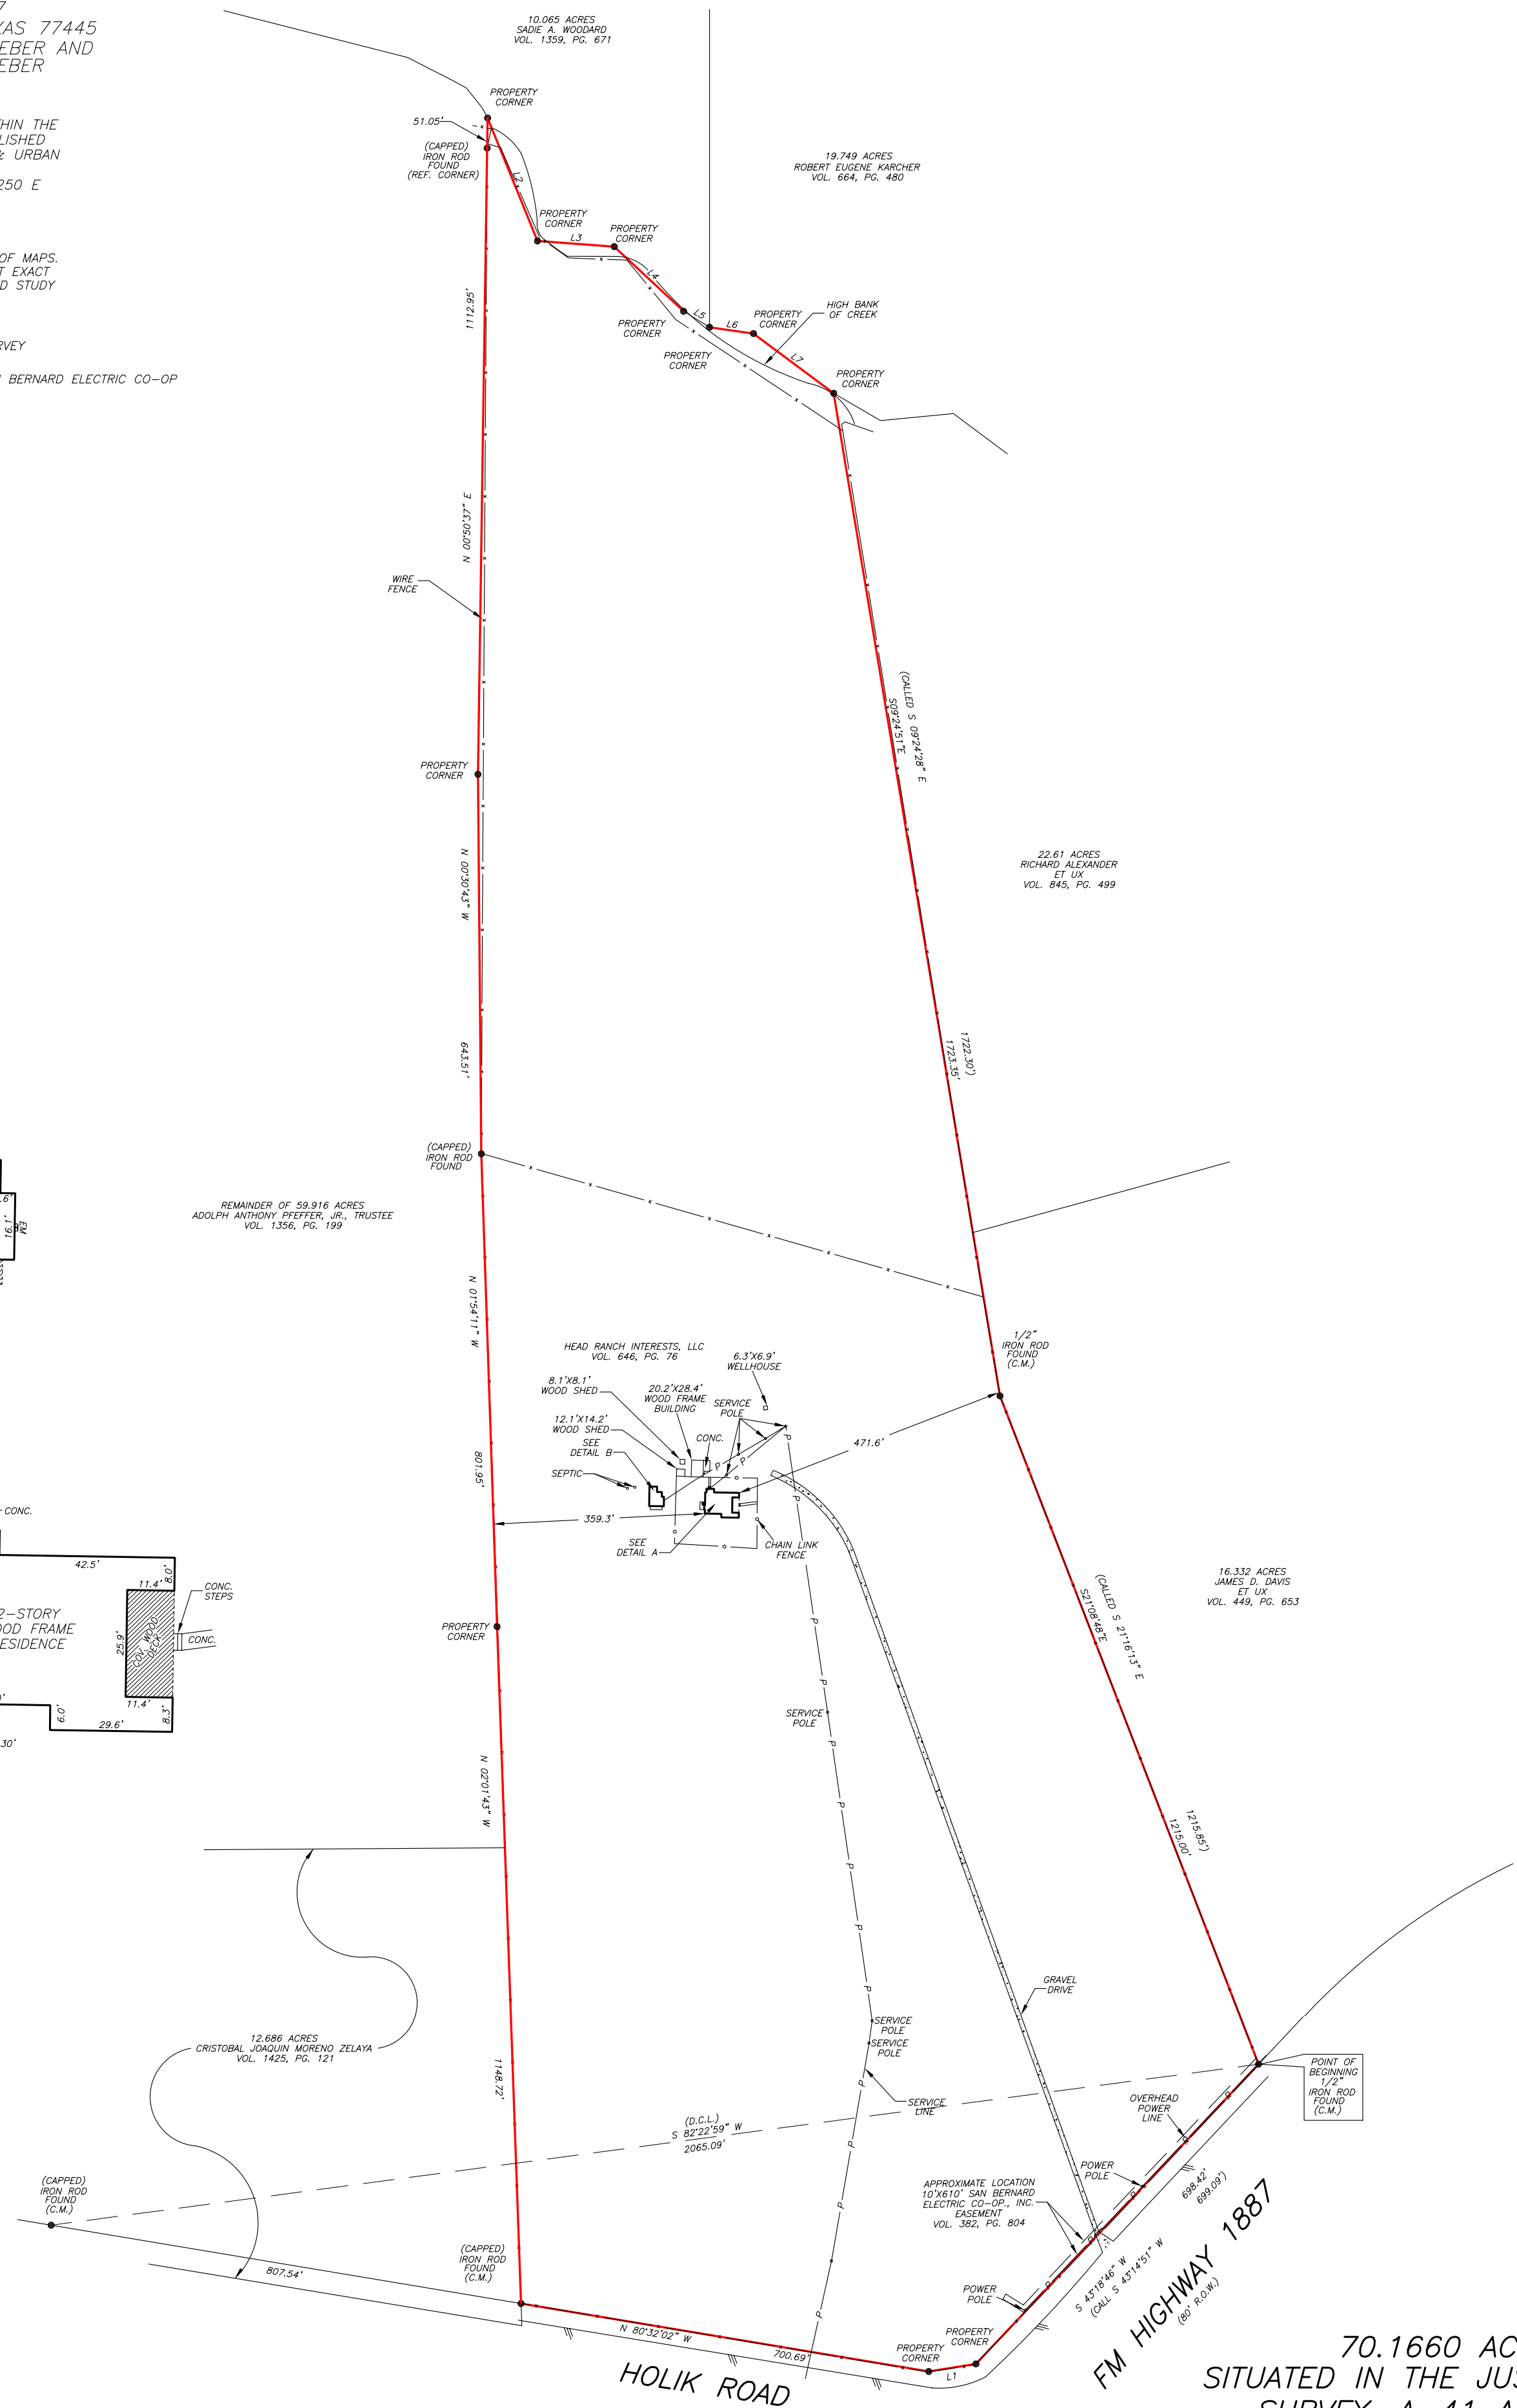 7
XAS 77445
EBER AND
EBER
THIN THE
LISHED
& URBAN
250 E
OF MAPS.
T EXACT
D STUDY
RVEY
BERNARD ELECTRIC CO-OP
10.065 ACRES
SADIE A. WOODARD
VOL. 1359, PG. 671
PROPERTY
CORNER
51.05'
(CAPPED)
IRON ROD
FOUND
(REF. CORNER)
19.749 ACRES
ROBERT EUGENE KARCHER
VOL. 664, PG. 480
L2
PROPERTY
CORNER
L3
PROPERTY
CORNER
L4
L5
L6
PROPERTY
CORNER
HIGH BANK
OF CREEK
PROPERTY
CORNER
PROPERTY
CORNER
L7
PROPERTY
CORNER
1112.95'
N 00°50'37" E
WIRE
FENCE
(CALLED S 09°24'28" E
S09°24'51"E
PROPERTY
CORNER
22.61 ACRES
RICHARD ALEXANDER
ET UX
VOL. 845, PG. 499
N 00°30'43" W
643.51'
1722.30')
1723.35'
(CAPPED)
IRON ROD
FOUND
REMAINDER OF 59.916 ACRES
ADOLPH ANTHONY PFEFFER, JR., TRUSTEE
VOL. 1356, PG. 199
.6'
16.1'
EM
N 01°54'11" W
801.95'
1/2"
IRON ROD
FOUND
(C.M.)
HEAD RANCH INTERESTS, LLC
VOL. 646, PG. 76
6.3'X6.9'
WELLHOUSE
8.1'X8.1'
WOOD SHED
20.2'X28.4'
WOOD FRAME
BUILDING
SERVICE
POLE
12.1'X14.2'
WOOD SHED
CONC.
SEE
DETAIL B
SEPTIC
471.6'
359.3'
SEE
DETAIL A
CHAIN LINK
FENCE
CONC.
42.5'
8.0'
11.4'
CONC.
STEPS
2-STORY
OOD FRAME
ESIDENCE
25.9'
COV. WOOD
DECK
CONC.
11.4'
6.0'
29.6'
8.3'
30'
PROPERTY
CORNER
16.332 ACRES
JAMES D. DAVIS
ET UX
VOL. 449, PG. 653
(CALLED S 21°16'13" E
S21°08'48"E
1215.85')
1215.00'
SERVICE
POLE
N 02°01'43" W
1148.72'
GRAVEL
DRIVE
12.686 ACRES
CRISTOBAL JOAQUIN MORENO ZELAYA
VOL. 1425, PG. 121
SERVICE
POLE
SERVICE
POLE
SERVICE
LINE
POINT OF
BEGINNING
1/2"
IRON ROD
FOUND
(C.M.)
OVERHEAD
POWER
LINE
(D.C.L.)
S 82°22'59" W
2065.09'
POWER
POLE
(CAPPED)
IRON ROD
FOUND
(C.M.)
APPROXIMATE LOCATION
10'X610' SAN BERNARD
ELECTRIC CO-OP., INC.
EASEMENT
VOL. 382, PG. 804
698.42'
699.09')
(CAPPED)
IRON ROD
FOUND
(C.M.)
807.54'
S 43°18'46" W
(CALL S 43°14'51" W
FM HIGHWAY 1887
(80' R.O.W.)
POWER
POLE
N 80°32'02" W
700.69'
PROPERTY
CORNER
PROPERTY
CORNER
L1
HOLIK ROAD
70.1660 AC
SITUATED IN THE JUS
SURVEY, A-41, A